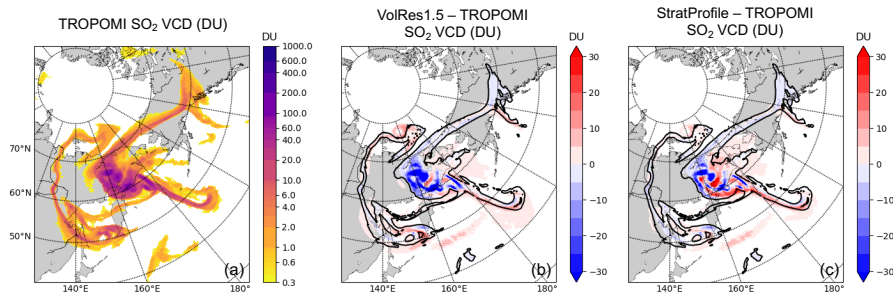 TROPOMI SO₂ VCD (DU)
DU
1000.0
600.0
400.0
200.0
100.0
60.0
40.0
20.0
10.0
6.0
4.0
2.0
1.0
0.6
0.3
70°N
60°N
50°N
140°E
160°E
180°
(a)
VolRes1.5 – TROPOMI
SO₂ VCD (DU)
DU
30
20
10
0
−10
−20
−30
140°E
160°E
180°
(b)
StratProfile – TROPOMI
SO₂ VCD (DU)
DU
30
20
10
0
−10
−20
−30
140°E
160°E
180°
(c)